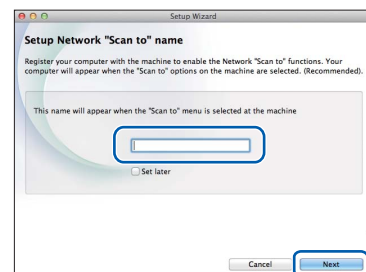 Setup Wizard
Setup Network "Scan to" name
Register your computer with the machine to enable the Network "Scan to" functions. Your
computer will appear when the "Scan to" options on the machine are selected. (Recommended).
This name will appear when the "Scan to" menu is selected at the machine
Set later
Cancel
Next